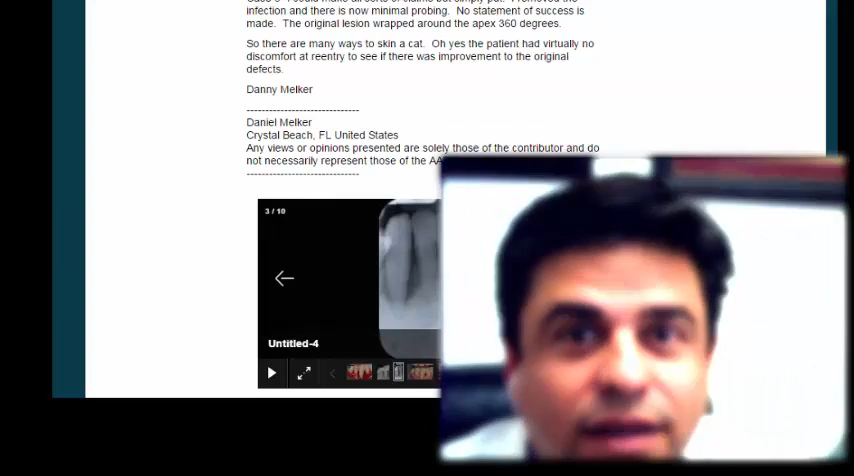 infection and there is now minimal probing.  No statement of success is
made.  The original lesion wrapped around the apex 360 degrees.
So there are many ways to skin a cat.  Oh yes the patient had virtually no
discomfort at reentry to see if there was improvement to the original
defects.
Danny Melker
------------------------------
Daniel Melker
Crystal Beach, FL United States
Any views or opinions presented are solely those of the contributor and do
not necessarily represent those of the
------------------------------
3 / 10
Untitled-4